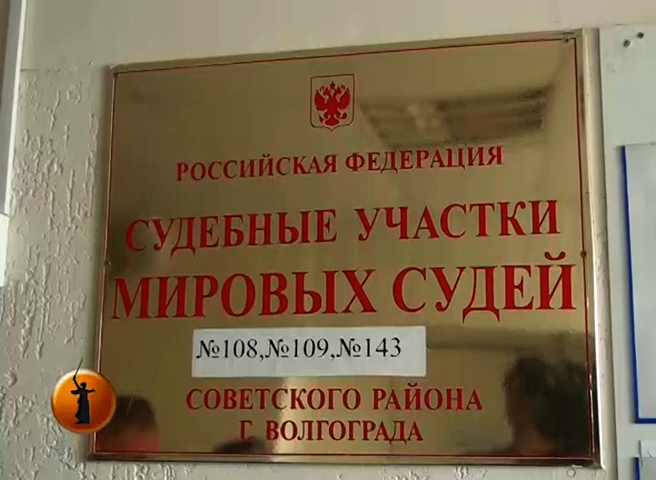 РОССИЙСКАЯ ФЕДЕРАЦИЯ
СУДЕБНЫЕ УЧАСТКИ
МИРОВЫХ СУДЕЙ
№108,№109,№143
СОВЕТСКОГО РАЙОНА
Г. ВОЛГОГРАДА